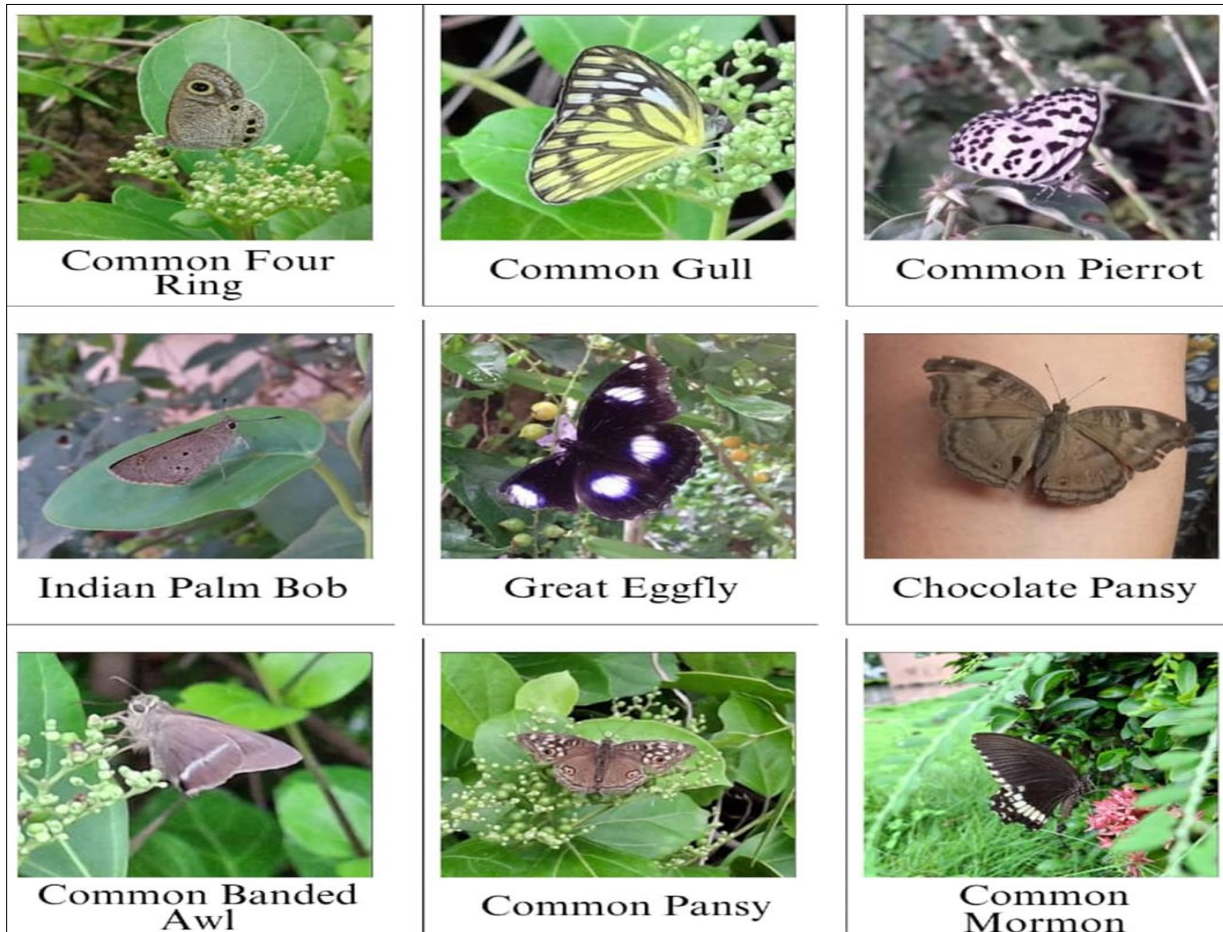 Common Four
Ring
Common Gull
Common Pierrot
Indian Palm Bob
Great Eggfly
Chocolate Pansy
Common Banded
Awl
Common Pansy
Common
Mormon